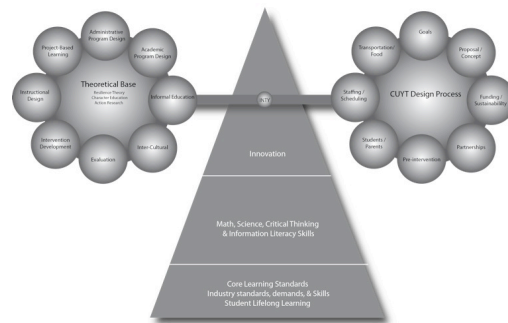 Administrative
Program Design
Academic
Program Design
Informal Education
Inter-Cultural
Evaluation
Intervention
Development
Instructional
Design
Project-Based
Learning
Theoretical Base
Resilience Theory
Character Education
Action Research
Goals
Proposal /
Concept
Funding /
Sustainability
Partnerships
Pre-intervention
Students /
Parents
Staffing /
Scheduling
Transportation/
Food
CUYT Design Process
Innovation
Math, Science, Critical Thinking
& Information Literacy Skills
Core Learning Standards
Industry standards, demands, & Skills
Student Lifelong Learning